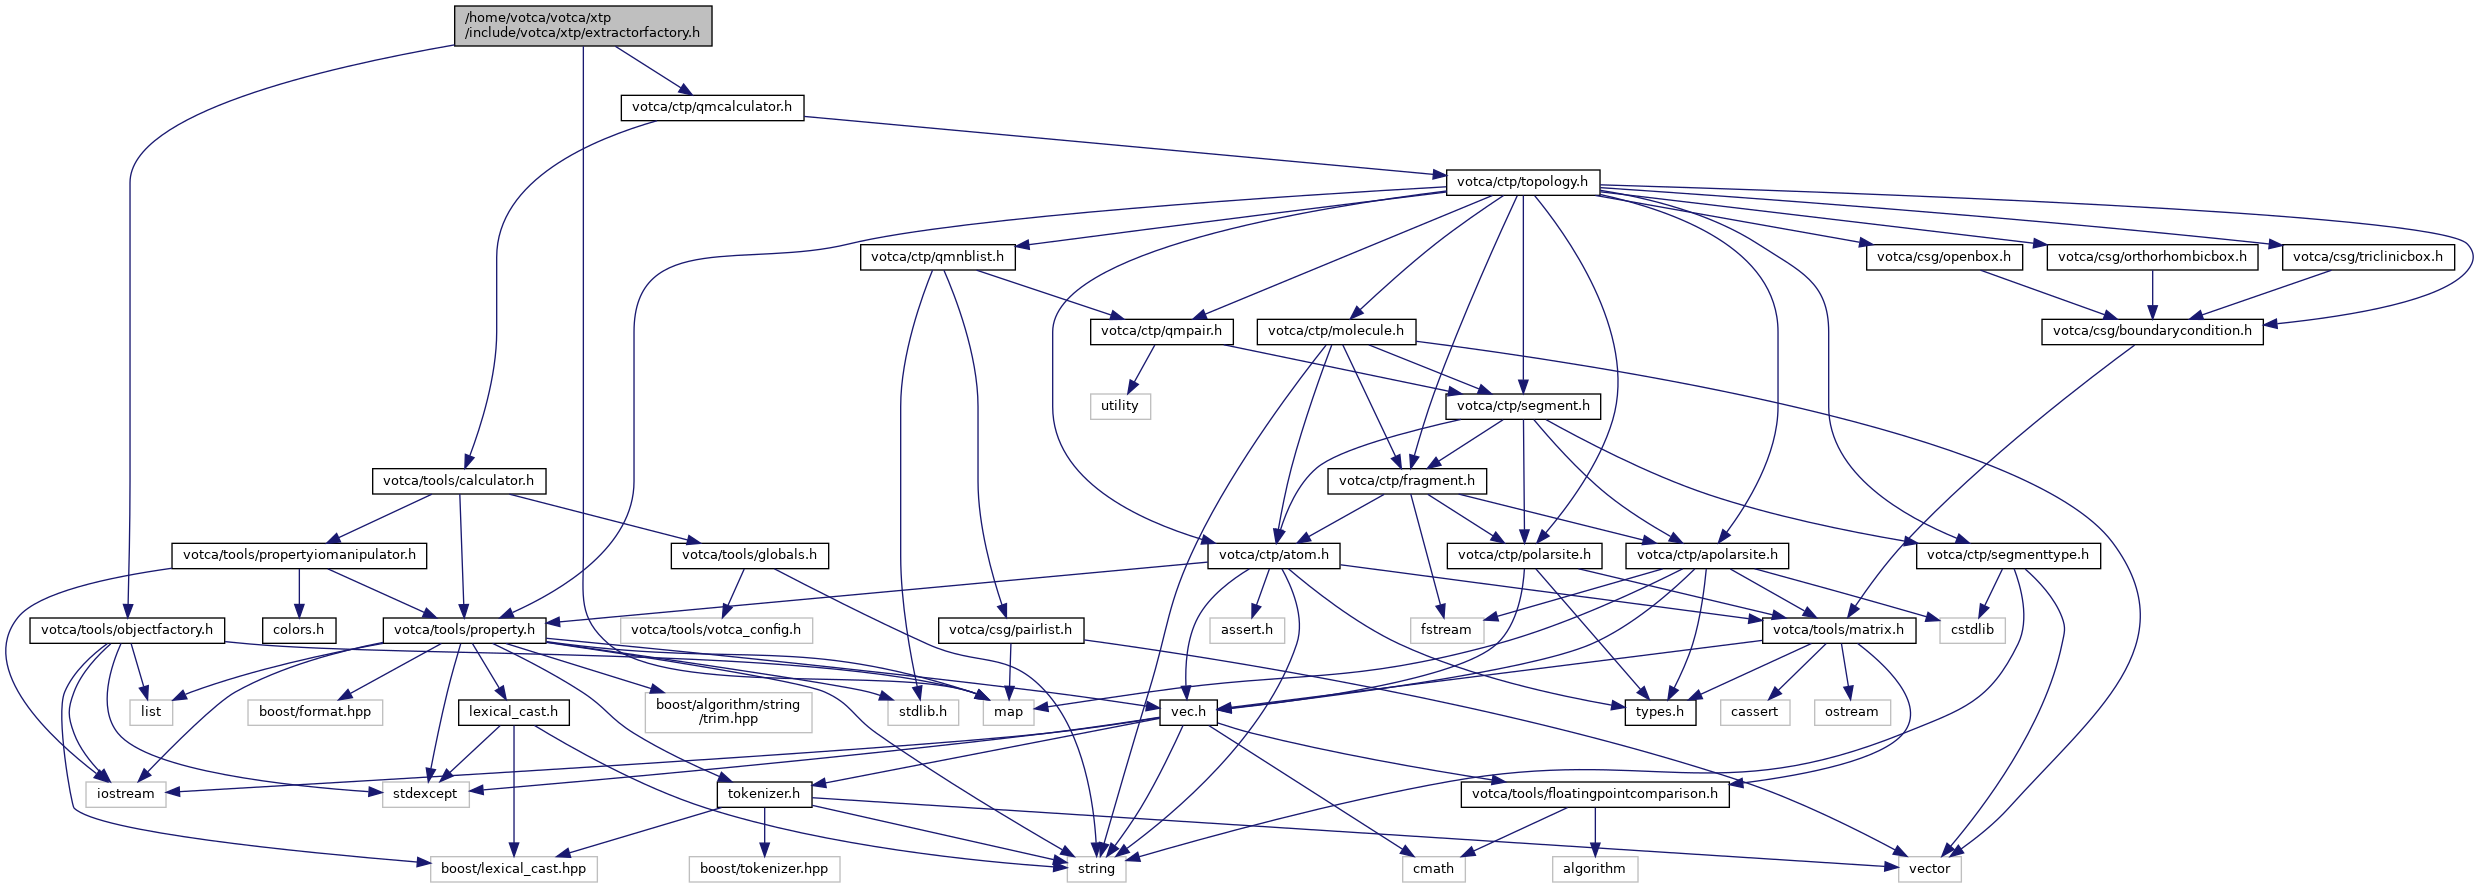 /home/votca/votca/xtp
/include/votca/xtp/extractorfactory.h
votca/ctp/qmcalculator.h
votca/ctp/topology.h
votca/ctp/qmnblist.h
votca/csg/openbox.h
votca/csg/orthorhombicbox.h
votca/csg/triclinicbox.h
votca/ctp/qmpair.h
votca/ctp/molecule.h
votca/csg/boundarycondition.h
utility
votca/ctp/segment.h
votca/tools/calculator.h
votca/ctp/fragment.h
votca/tools/propertyiomanipulator.h
votca/tools/globals.h
votca/ctp/atom.h
votca/ctp/polarsite.h
votca/ctp/apolarsite.h
votca/ctp/segmenttype.h
votca/tools/objectfactory.h
colors.h
votca/tools/property.h
votca/tools/votca_config.h
votca/csg/pairlist.h
assert.h
fstream
votca/tools/matrix.h
cstdlib
list
boost/format.hpp
lexical_cast.h
boost/algorithm/string
/trim.hpp
stdlib.h
map
vec.h
types.h
cassert
ostream
iostream
stdexcept
tokenizer.h
votca/tools/floatingpointcomparison.h
boost/lexical_cast.hpp
boost/tokenizer.hpp
string
cmath
algorithm
vector